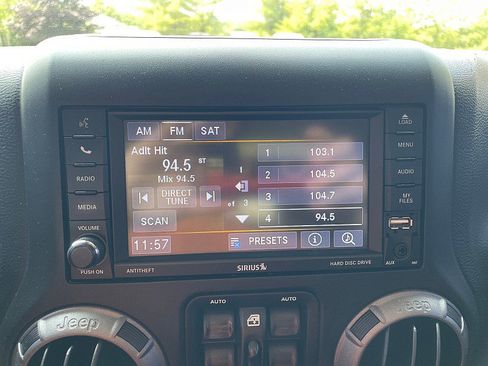 AM FM SAT
Adlt Hit
94.5 ST
Mix 94.5
DIRECT
TUNE
SCAN
11:57
1
of
3
1 103.1
2 104.5
3 104.7
4 94.5
PRESETS
RADIO
MEDIA
VOLUME
PUSH ON
LOAD
MENU
AUDIO
MY
FILES
AUX
ANTITHEFT
SIRIUS
HARD DISC DRIVE
AUTO AUTO
Jeep
Jeep